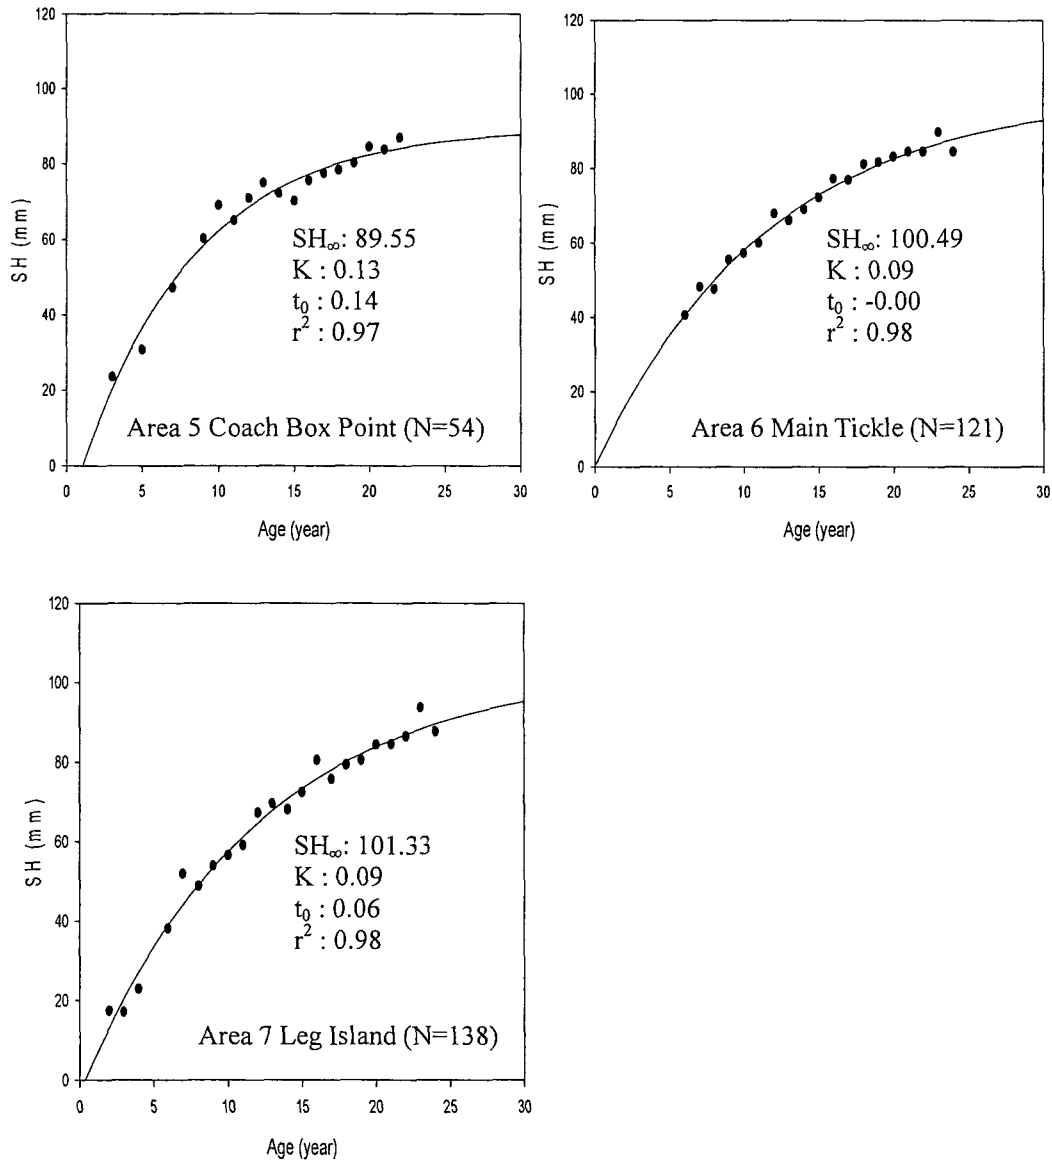 120
100
80
60
40
20
0
SH (mm)
SH∞: 89.55
K : 0.13
t₀ : 0.14
r² : 0.97
Area 5 Coach Box Point (N=54)
0 5 10 15 20 25 30
Age (year)
120
100
80
60
40
20
0
SH (mm)
SH∞: 100.49
K : 0.09
t₀ : -0.00
r² : 0.98
Area 6 Main Tickle (N=121)
0 5 10 15 20 25 30
Age (year)
120
100
80
60
40
20
0
SH (mm)
SH∞: 101.33
K : 0.09
t₀ : 0.06
r² : 0.98
Area 7 Leg Island (N=138)
0 5 10 15 20 25 30
Age (year)